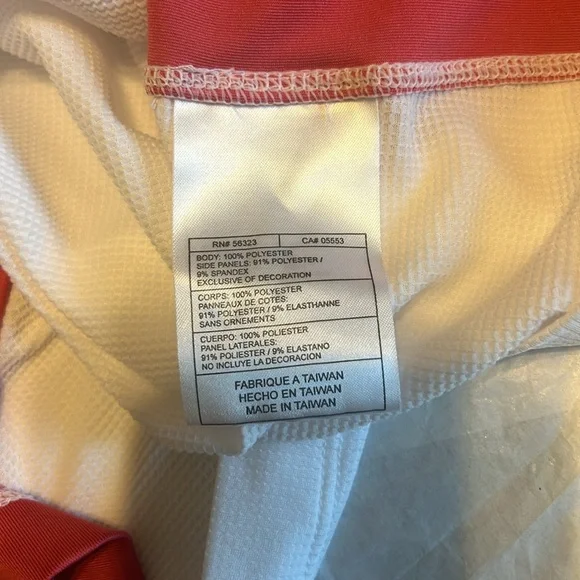 RN# 56323 CA# 05553
BODY: 100% POLYESTER
SIDE PANELS: 91% POLYESTER /
9% SPANDEX
EXCLUSIVE OF DECORATION
CORPS: 100% POLYESTER
PANNEAUX DE COTÉS:
91% POLYESTER / 9% ELASTHANNE
SANS ORNEMENTS
CUERPO: 100% POLIESTER
PANEL LATERALES:
91% POLIESTER / 9% ELASTANO
NO INCLUYE LA DECORACION
FABRIQUE A TAIWAN
HECHO EN TAIWAN
MADE IN TAIWAN